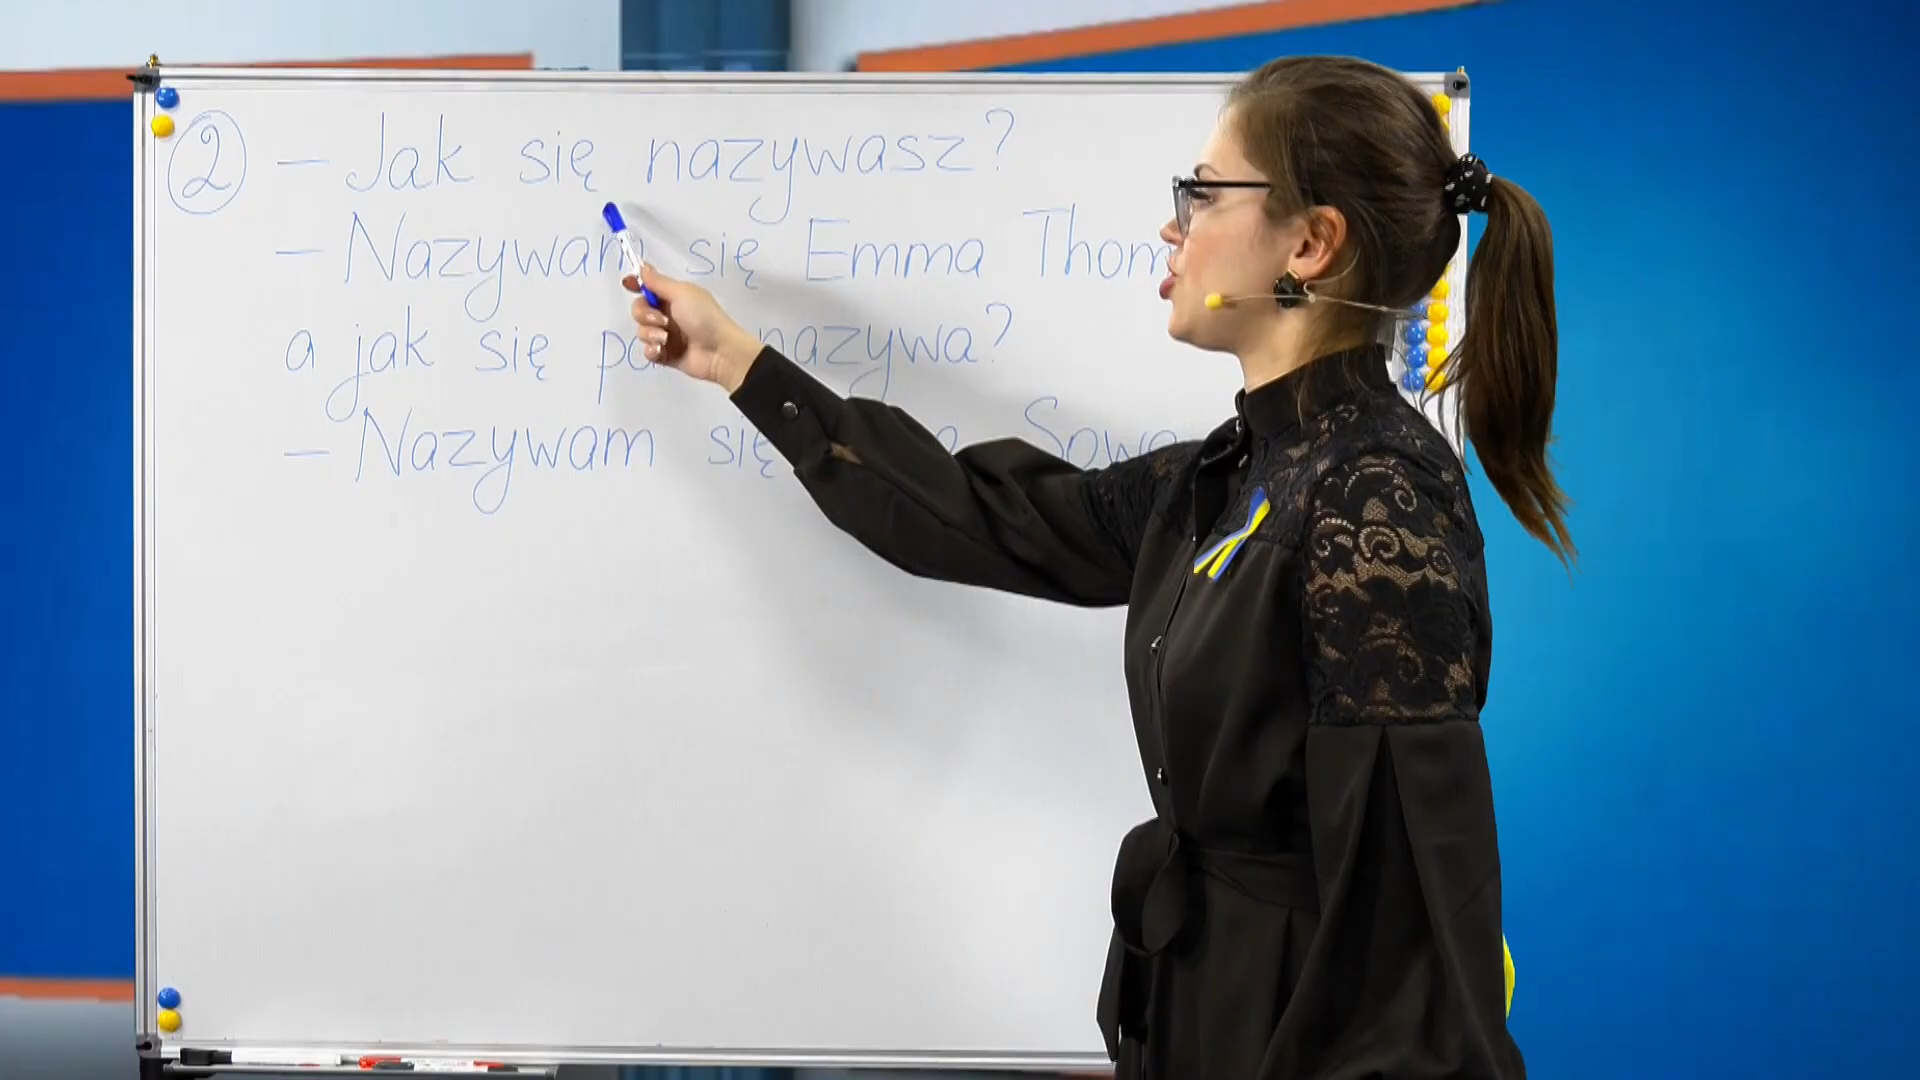 2 – Jak się nazywasz?
– Nazywam się Emma
a jak się nazywa?
– Nazywam się